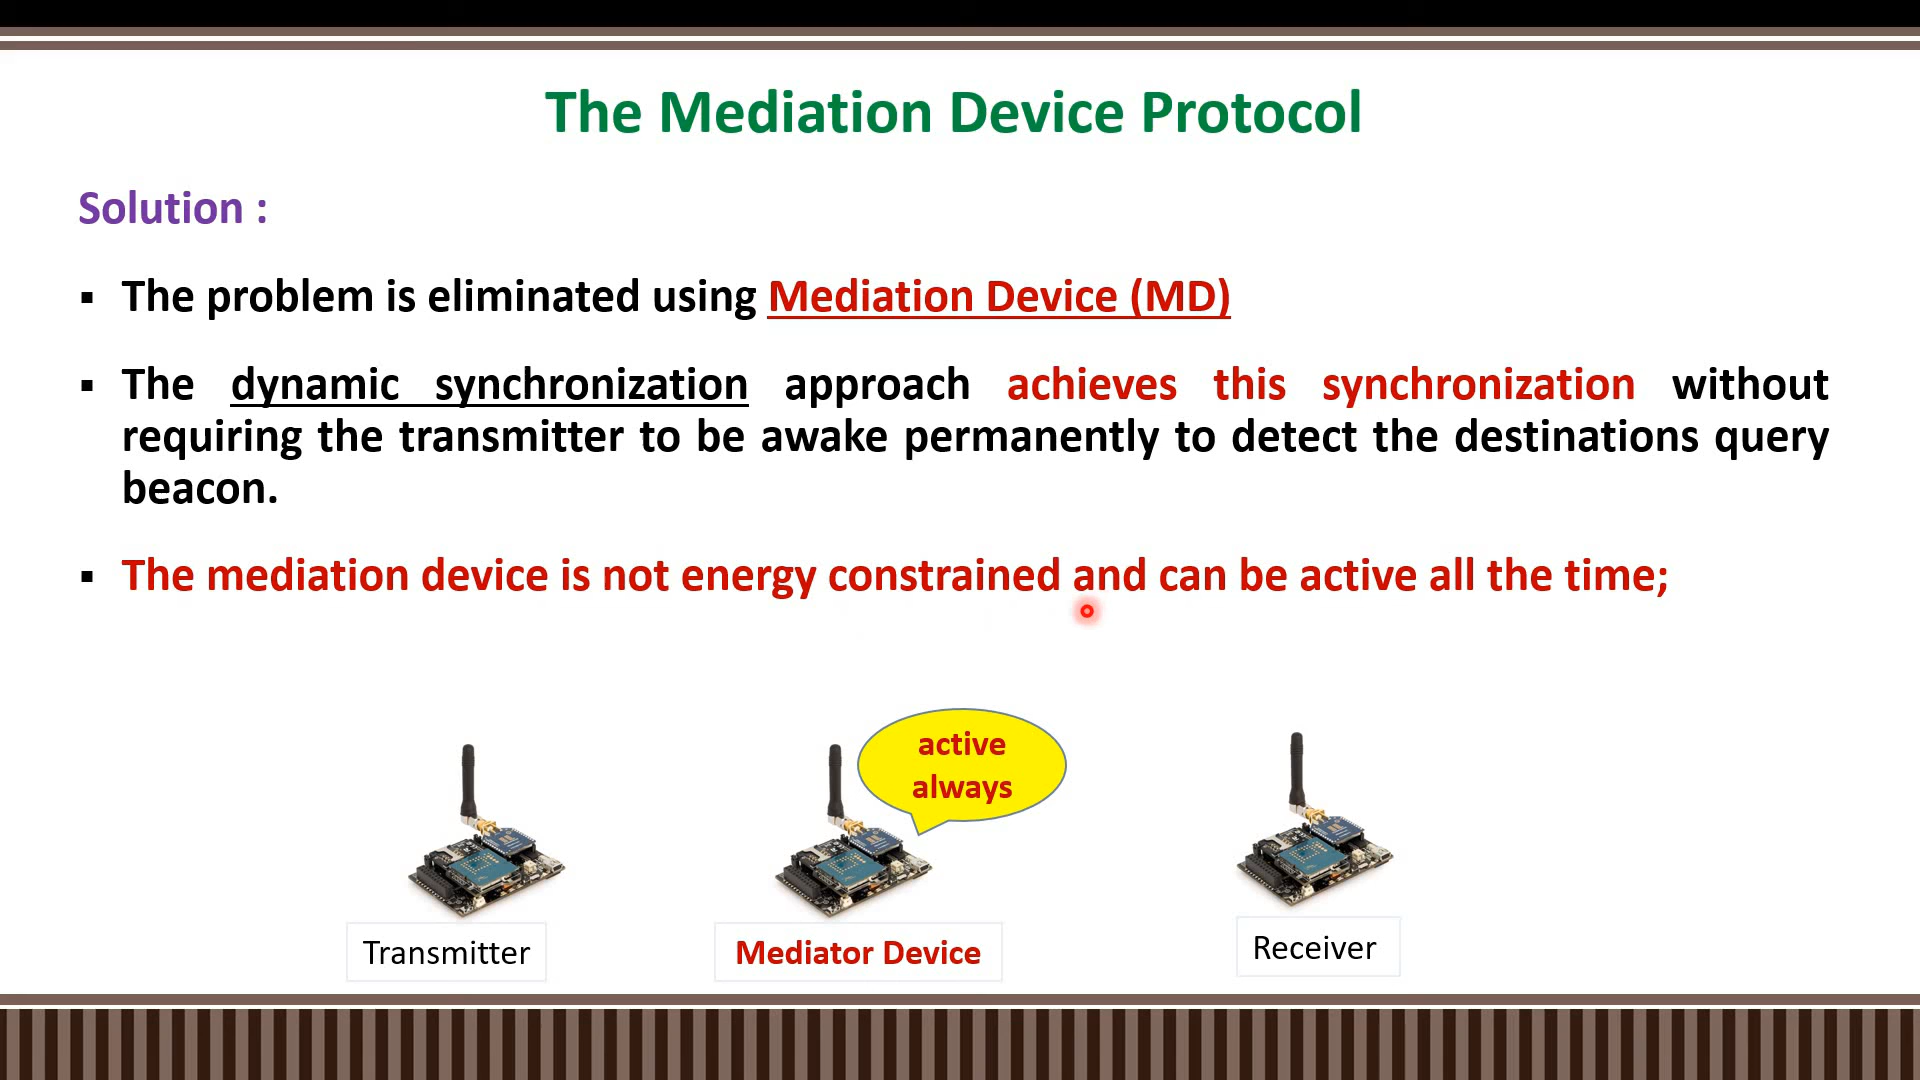 The Mediation Device Protocol
Solution :
▪ The problem is eliminated using Mediation Device (MD)
▪ The dynamic synchronization approach achieves this synchronization without
requiring the transmitter to be awake permanently to detect the destinations query
beacon.
▪ The mediation device is not energy constrained and can be active all the time;
active
always
Transmitter
Mediator Device
Receiver